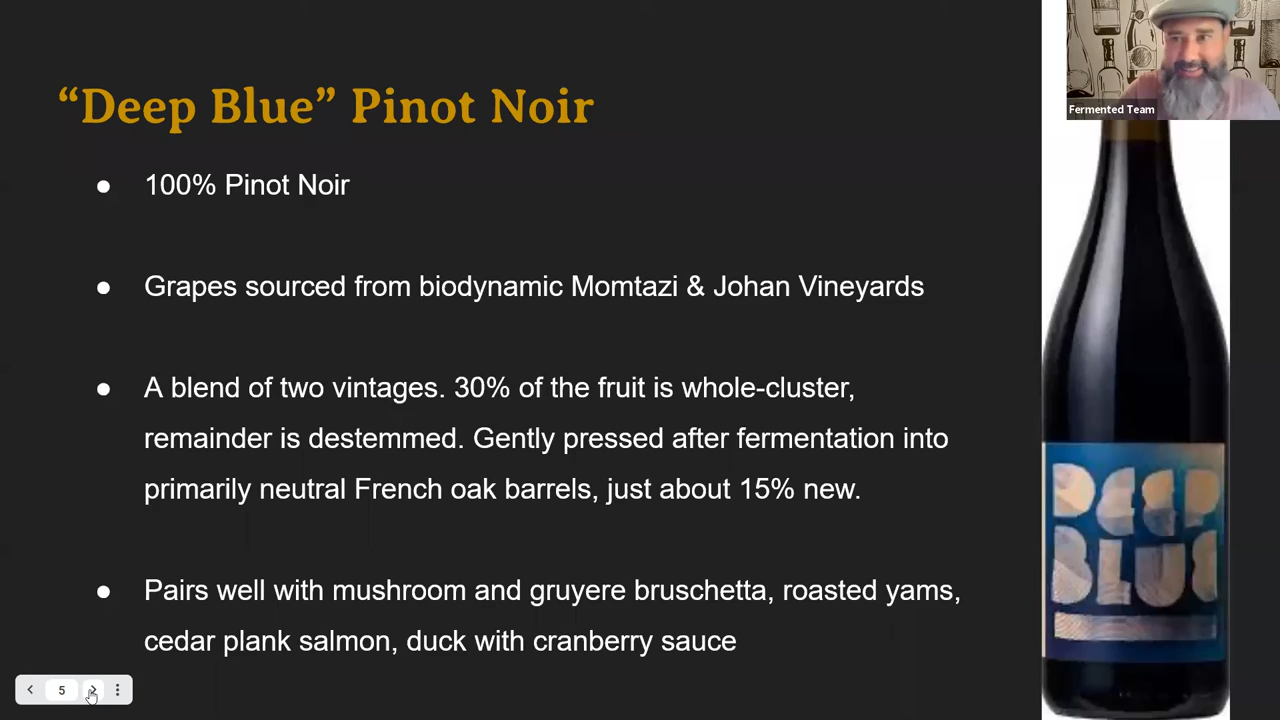 Fermented Team
“Deep Blue” Pinot Noir
● 100% Pinot Noir
● Grapes sourced from biodynamic Momtazi & Johan Vineyards
● A blend of two vintages. 30% of the fruit is whole-cluster,
remainder is destemmed. Gently pressed after fermentation into
primarily neutral French oak barrels, just about 15% new.
● Pairs well with mushroom and gruyere bruschetta, roasted yams,
cedar plank salmon, duck with cranberry sauce
DEEP
BLUE
5